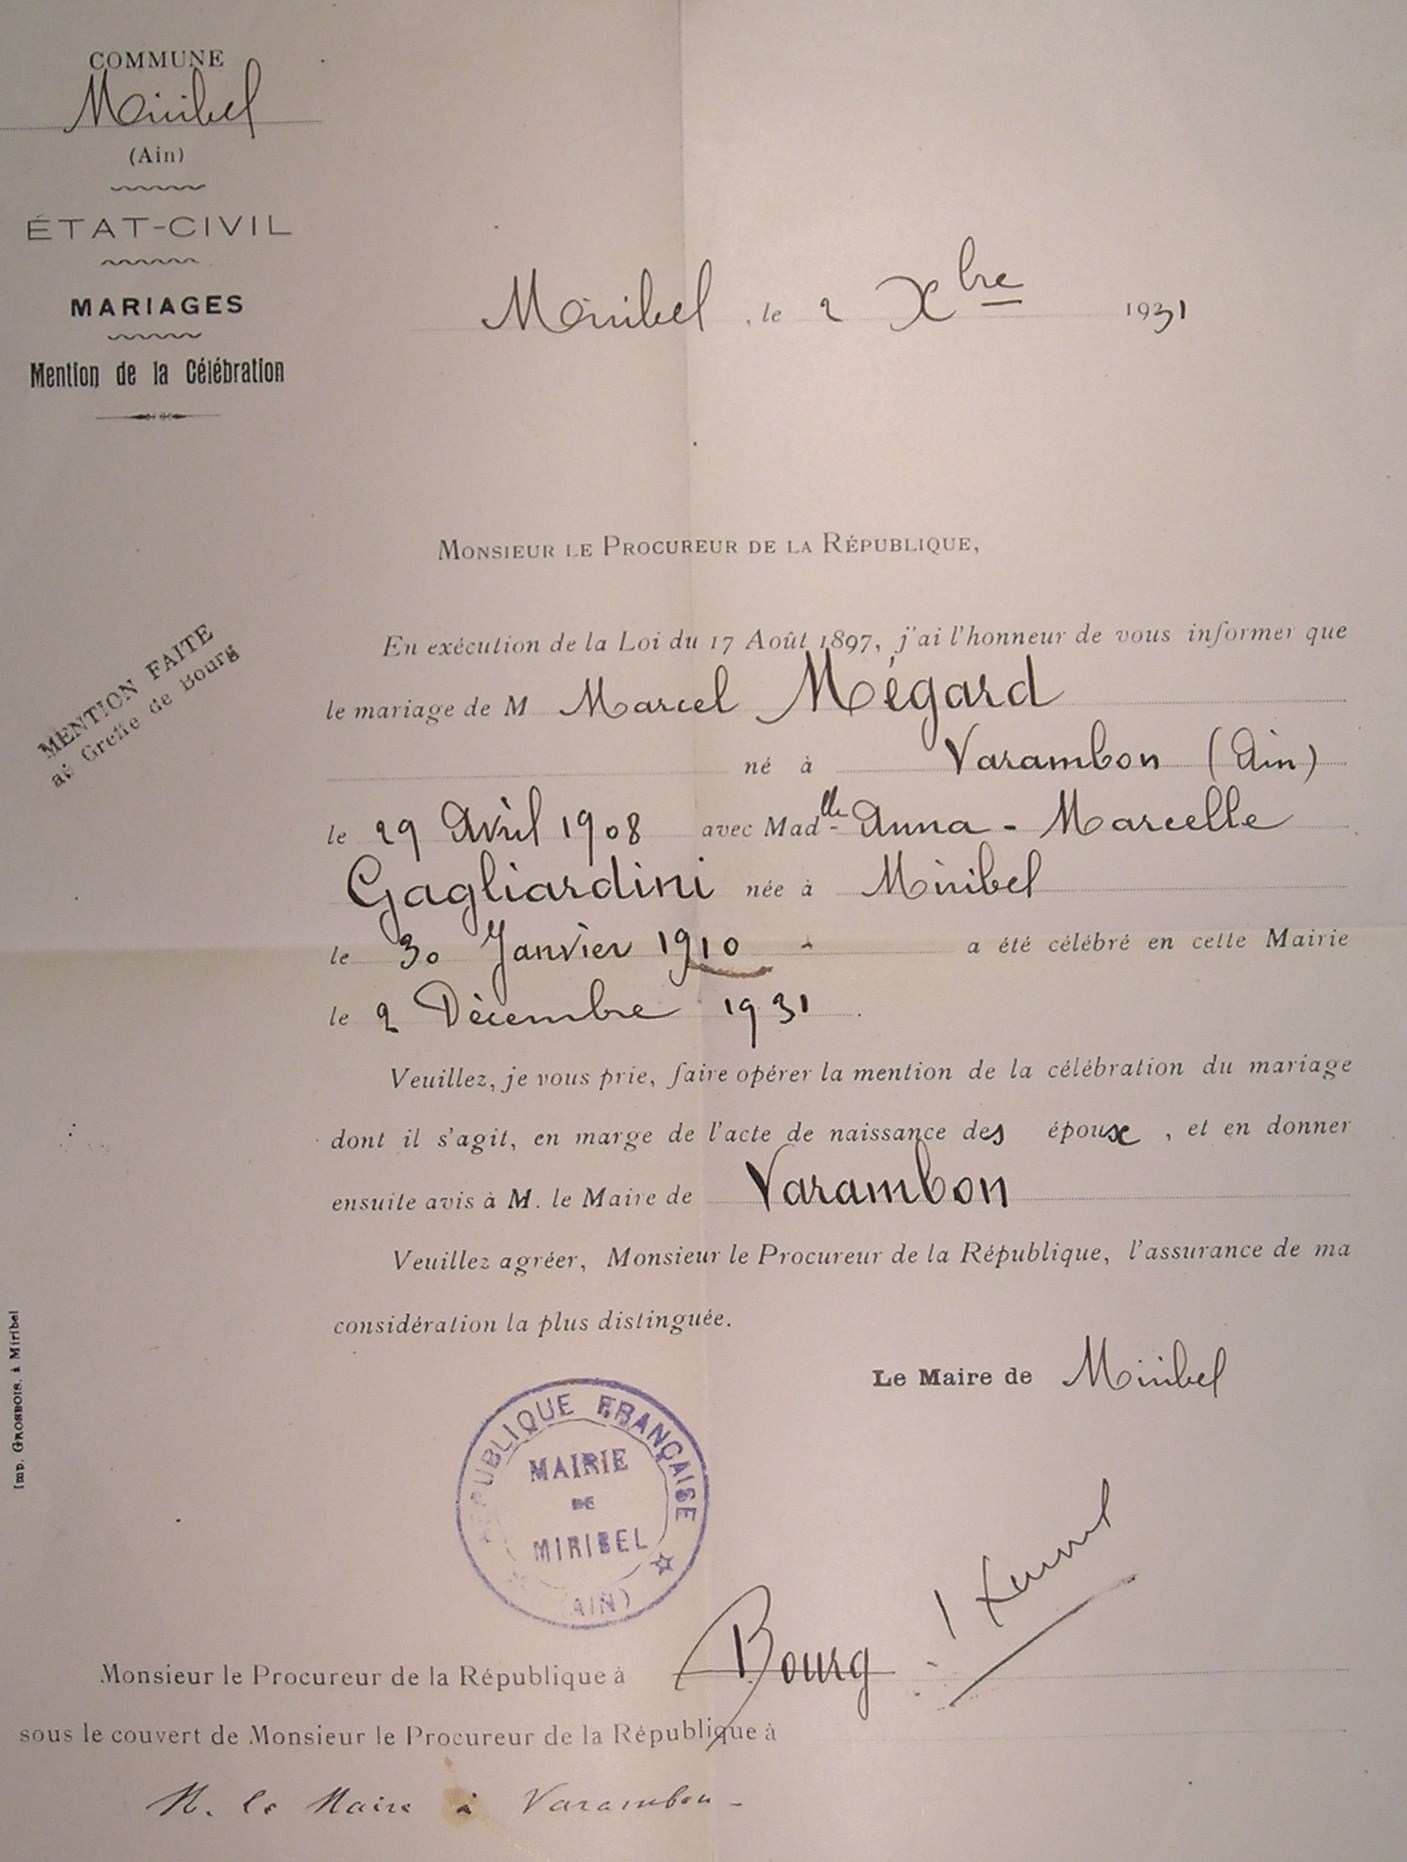 COMMUNE
Miribel
(Ain)
ÉTAT-CIVIL
MARIAGES
Mention de la Célébration
Miribel, le 2 Xbre 1931
MONSIEUR LE PROCUREUR DE LA RÉPUBLIQUE,
MENTION FAITE
au Greffe de Bourg
En exécution de la Loi du 17 Août 1897, j'ai l'honneur de vous informer que
le mariage de M Marcel Mégard
né à Varambon (Ain)
le 29 Avril 1908 avec Madlle Anna-Marcelle
Gagliardini née à Miribel
le 30 Janvier 1910 - a été célébré en cette Mairie
le 2 Décembre 1931.
Veuillez, je vous prie, faire opérer la mention de la célébration du mariage
dont il s'agit, en marge de l'acte de naissance des épouse, et en donner
ensuite avis à M. le Maire de Varambon
Veuillez agréer, Monsieur le Procureur de la République, l'assurance de ma
considération la plus distinguée.
Le Maire de Miribel
RÉPUBLIQUE FRANÇAISE
MAIRIE
DE
MIRIBEL
(AIN)
Imp. GROSBOIS, à Miribel
Monsieur le Procureur de la République à Bourg -
sous le couvert de Monsieur le Procureur de la République à
M. le Maire à Varambon -